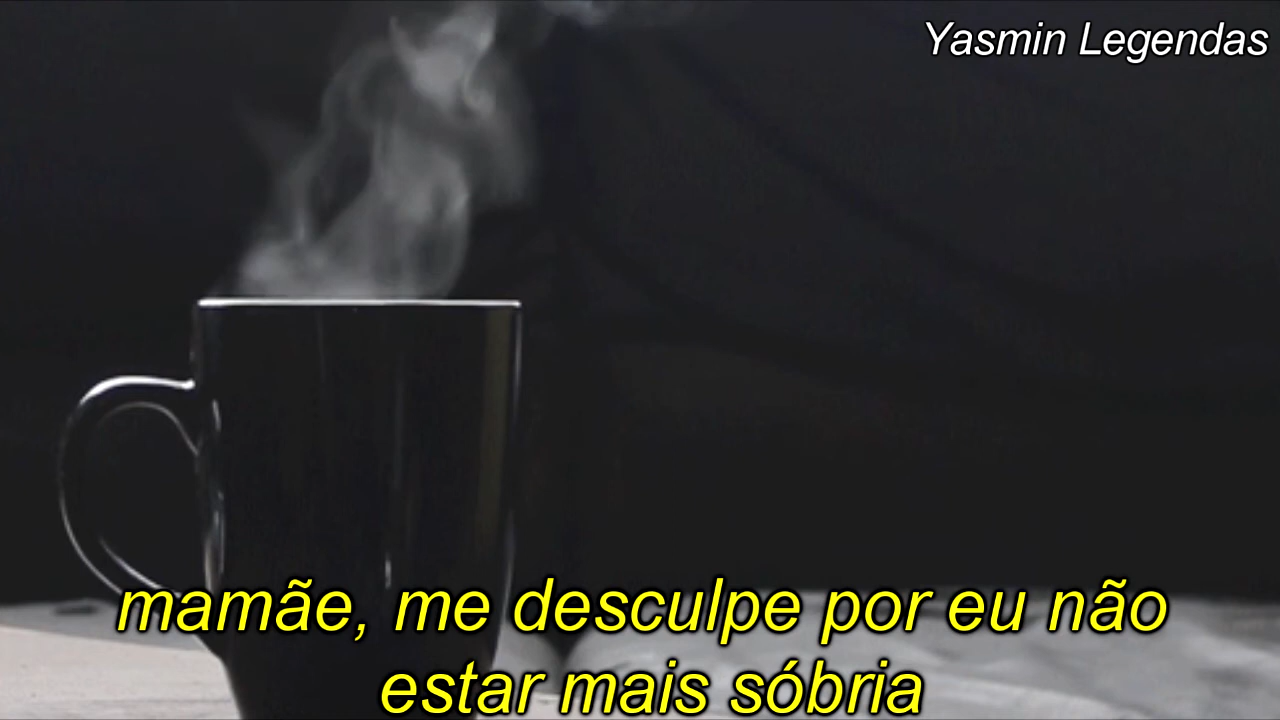 Yasmin Legendas
mamãe, me desculpe por eu não
estar mais sóbria